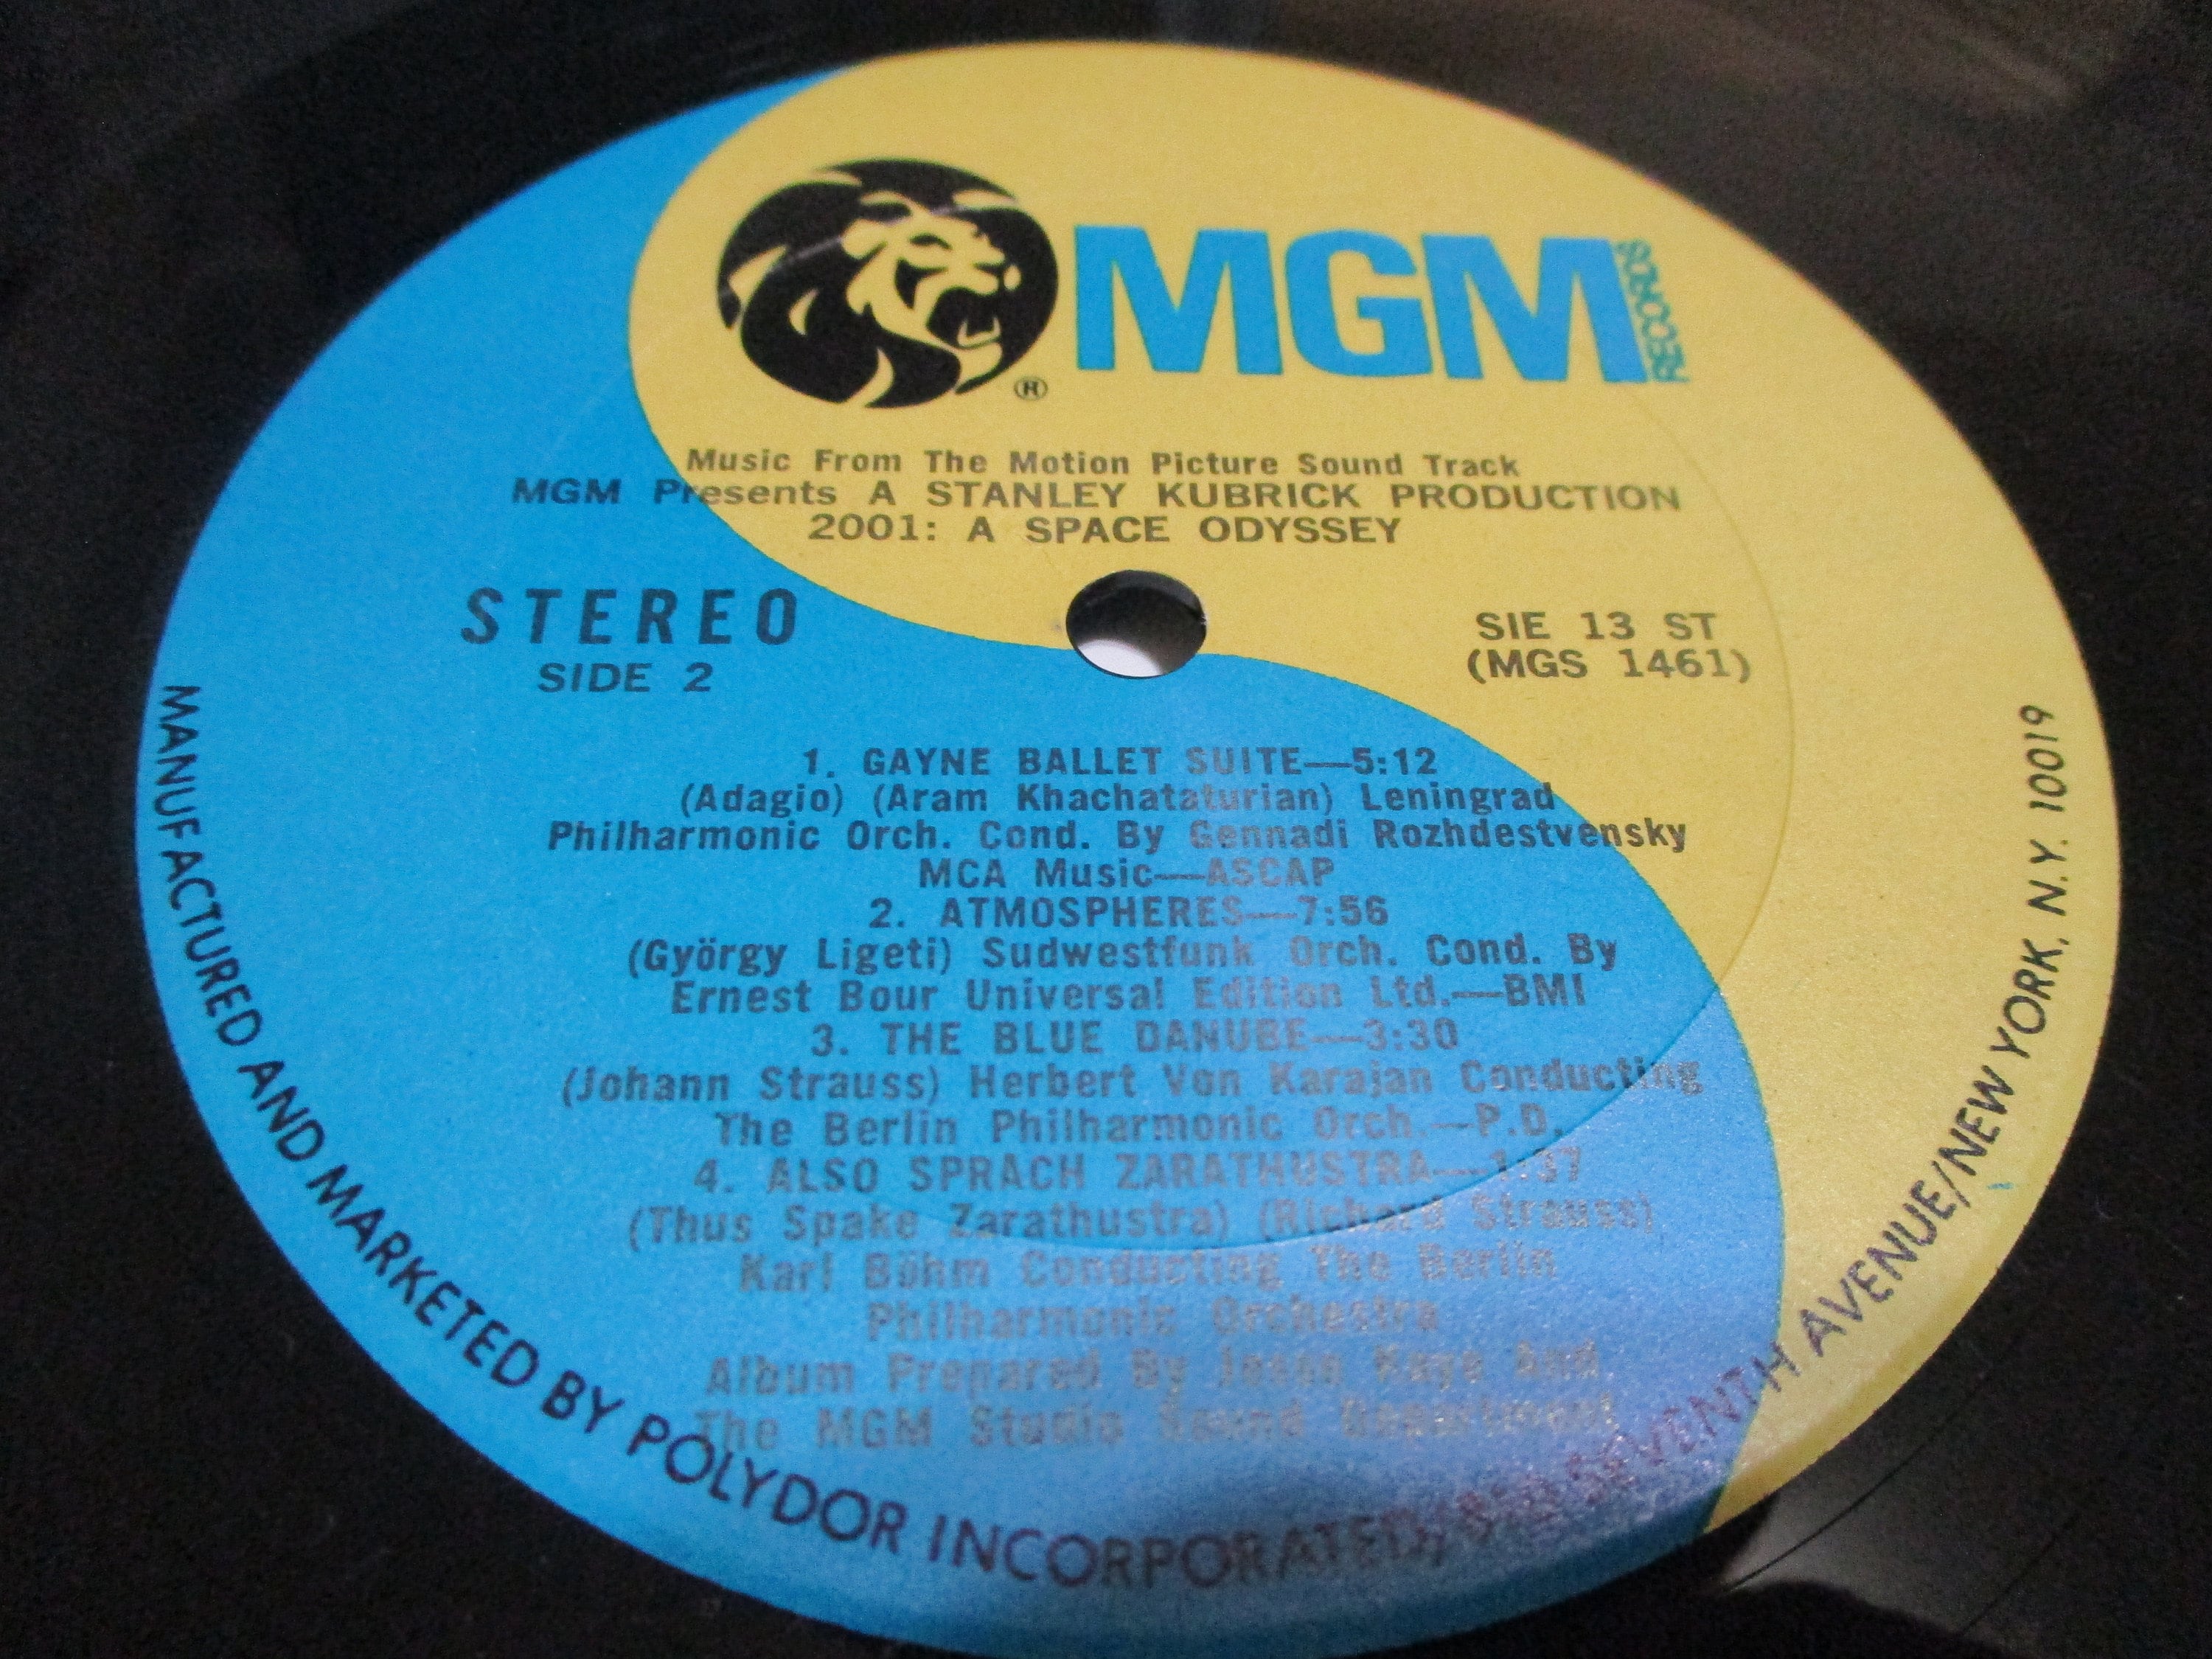 MGM RECORDS
®
Music From The Motion Picture Sound Track
MGM Presents A STANLEY KUBRICK PRODUCTION
2001: A SPACE ODYSSEY
STEREO
SIDE 2
SIE 13 ST
(MGS 1461)
1. GAYNE BALLET SUITE—5:12
(Adagio) (Aram Khachataturian) Leningrad
Philharmonic Orch. Cond. By Gennadi Rozhdestvensky
MCA Music—ASCAP
2. ATMOSPHERES—7:56
(György Ligeti) Sudwestfunk Orch. Cond. By
Ernest Bour Universal Edition Ltd.—BMI
3. THE BLUE DANUBE—3:30
(Johann Strauss) Herbert Von Karajan Conducting
The Berlin Philharmonic Orch.—P.D.
4. ALSO SPRACH ZARATHUSTRA—1:37
(Thus Spake Zarathustra) (Richard Strauss)
Karl Böhm Conducting The Berlin
Philharmonic Orchestra
Album Prepared By Jesse Kaye And
The MGM Studio Sound Department
MANUFACTURED AND MARKETED BY POLYDOR INCORPORATED, SEVENTH AVENUE/NEW YORK, N.Y. 10019